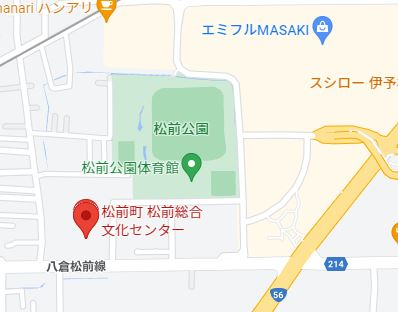 hanari ハンアリ
エミフルMASAKI
スシロー 伊予
松前公園
松前公園体育館
松前町 松前総合
文化センター
八倉松前線
214
56